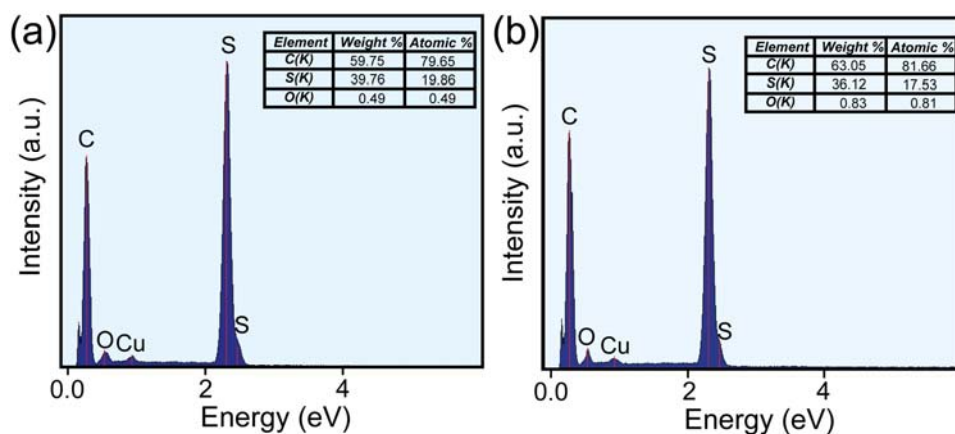 (a)
S
Element Weight % Atomic %
C(K) 59.75 79.65
S(K) 39.76 19.86
O(K) 0.49 0.49
C
O
Cu
S
Intensity (a.u.)
0.0 2 4
Energy (eV)
(b)
S
Element Weight % Atomic %
C(K) 63.05 81.66
S(K) 36.12 17.53
O(K) 0.83 0.81
C
O
Cu
S
Intensity (a.u.)
0.0 2 4
Energy (eV)